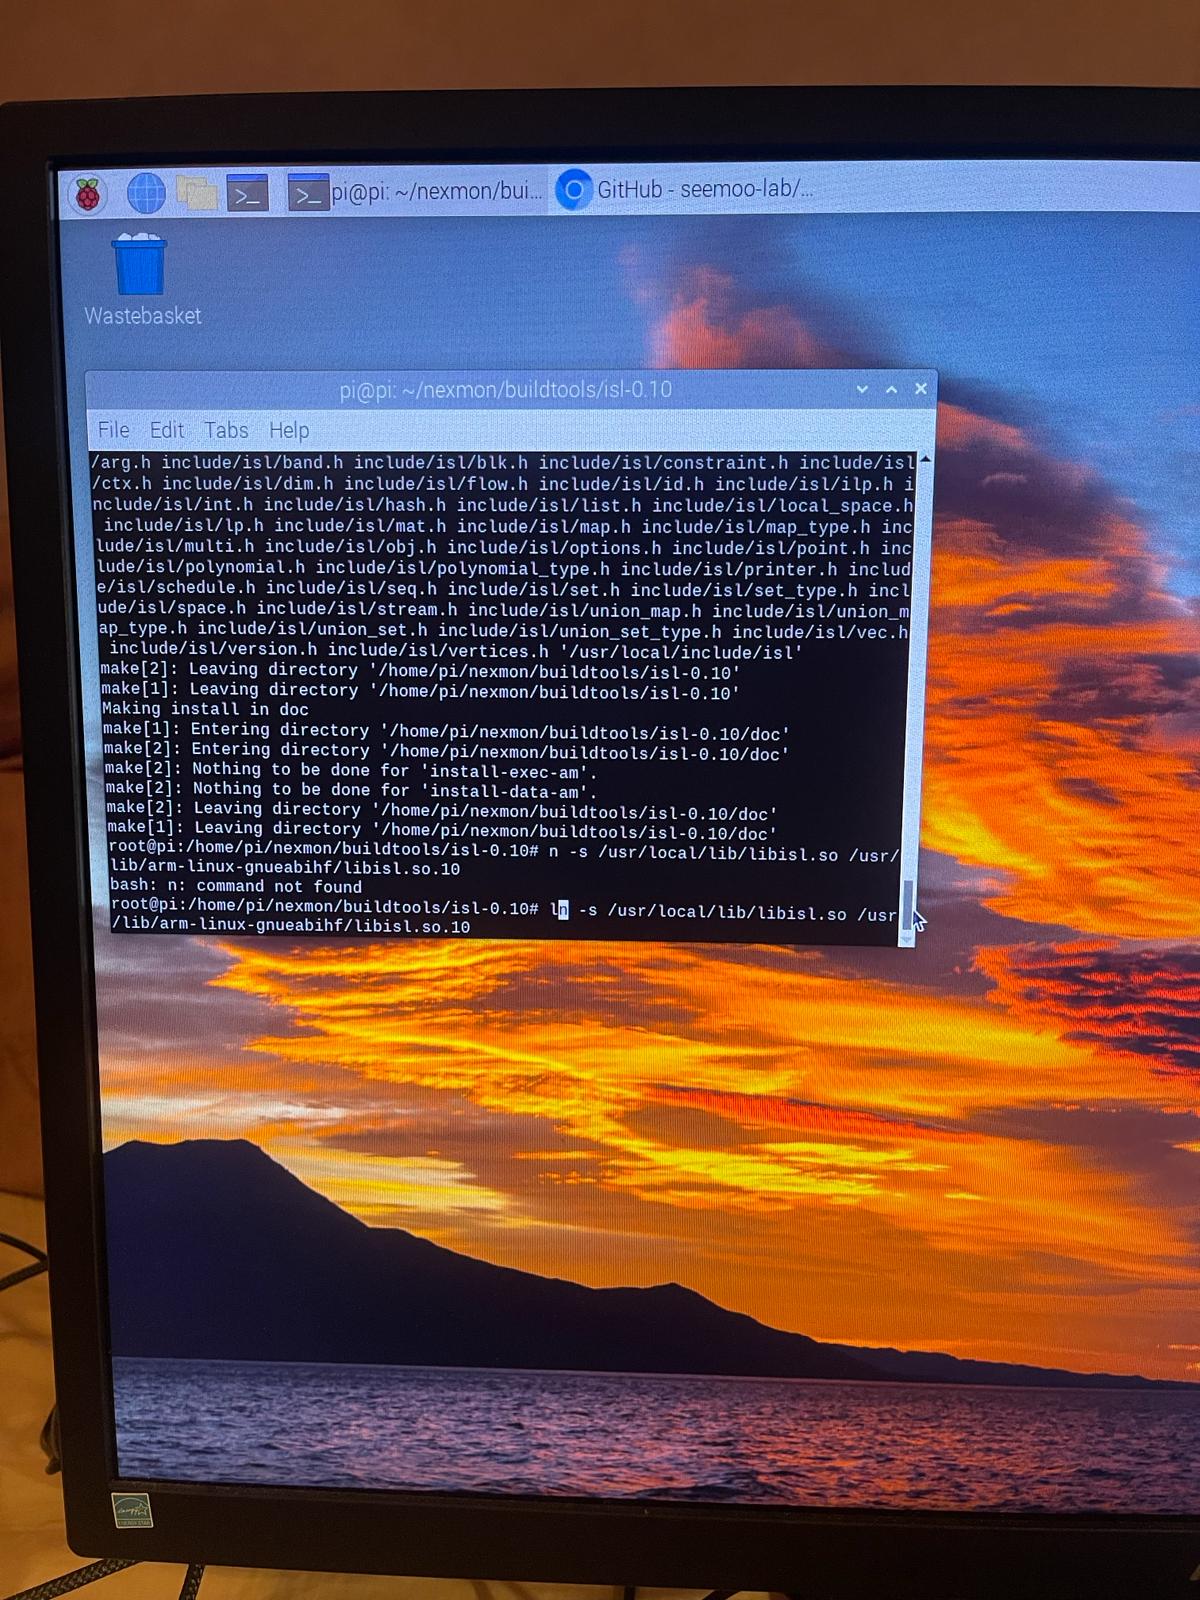 pi@pi: ~/nexmon/bui...
GitHub - seemoo-lab/...
Wastebasket
pi@pi: ~/nexmon/buildtools/isl-0.10
File Edit Tabs Help
/arg.h include/isl/band.h include/isl/blk.h include/isl/constraint.h include/isl
/ctx.h include/isl/dim.h include/isl/flow.h include/isl/id.h include/isl/ilp.h i
nclude/isl/int.h include/isl/hash.h include/isl/list.h include/isl/local_space.h
include/isl/lp.h include/isl/mat.h include/isl/map.h include/isl/map_type.h inc
lude/isl/multi.h include/isl/obj.h include/isl/options.h include/isl/point.h inc
lude/isl/polynomial.h include/isl/polynomial_type.h include/isl/printer.h includ
e/isl/schedule.h include/isl/seq.h include/isl/set.h include/isl/set_type.h incl
ude/isl/space.h include/isl/stream.h include/isl/union_map.h include/isl/union_m
ap_type.h include/isl/union_set.h include/isl/union_set_type.h include/isl/vec.h
include/isl/version.h include/isl/vertices.h '/usr/local/include/isl'
make[2]: Leaving directory '/home/pi/nexmon/buildtools/isl-0.10'
make[1]: Leaving directory '/home/pi/nexmon/buildtools/isl-0.10'
Making install in doc
make[1]: Entering directory '/home/pi/nexmon/buildtools/isl-0.10/doc'
make[2]: Entering directory '/home/pi/nexmon/buildtools/isl-0.10/doc'
make[2]: Nothing to be done for 'install-exec-am'.
make[2]: Nothing to be done for 'install-data-am'.
make[2]: Leaving directory '/home/pi/nexmon/buildtools/isl-0.10/doc'
make[1]: Leaving directory '/home/pi/nexmon/buildtools/isl-0.10/doc'
root@pi:/home/pi/nexmon/buildtools/isl-0.10# n -s /usr/local/lib/libisl.so /usr/
lib/arm-linux-gnueabihf/libisl.so.10
bash: n: command not found
root@pi:/home/pi/nexmon/buildtools/isl-0.10# ln -s /usr/local/lib/libisl.so /usr
/lib/arm-linux-gnueabihf/libisl.so.10
ENERGY STAR